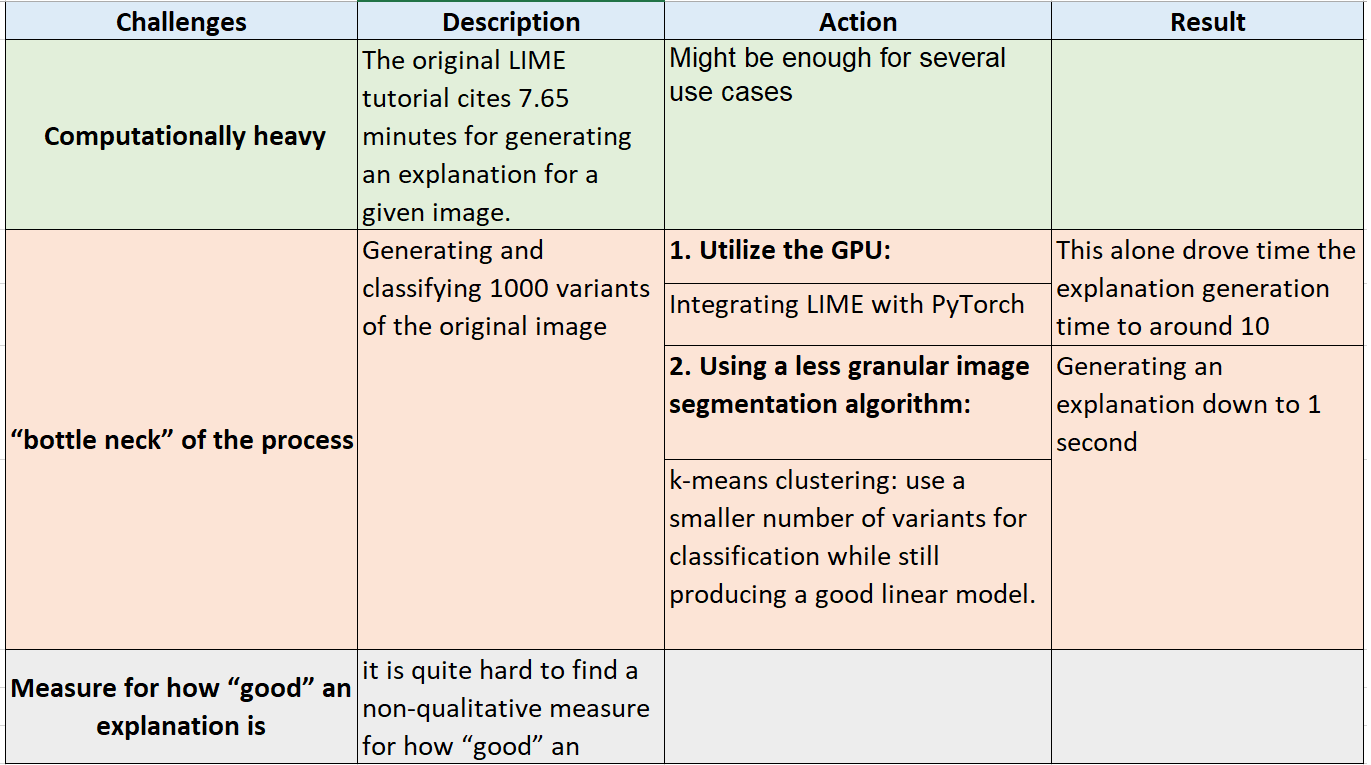 Challenges
Description
Action
Result
Computationally heavy
The original LIME
tutorial cites 7.65
minutes for generating
an explanation for a
given image.
Might be enough for several
use cases
“bottle neck” of the process
Generating and
classifying 1000 variants
of the original image
1. Utilize the GPU:
Integrating LIME with PyTorch
This alone drove time the
explanation generation
time to around 10
2. Using a less granular image
segmentation algorithm:
k-means clustering: use a
smaller number of variants for
classification while still
producing a good linear model.
Generating an
explanation down to 1
second
Measure for how “good” an
explanation is
it is quite hard to find a
non-qualitative measure
for how “good” an